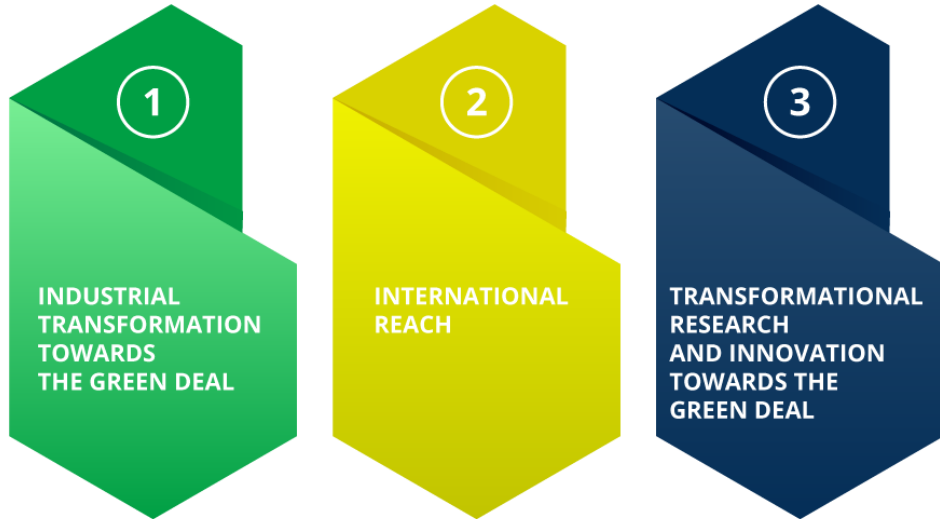 1
INDUSTRIAL
TRANSFORMATION
TOWARDS
THE GREEN DEAL
2
INTERNATIONAL
REACH
3
TRANSFORMATIONAL
RESEARCH
AND INNOVATION
TOWARDS THE
GREEN DEAL